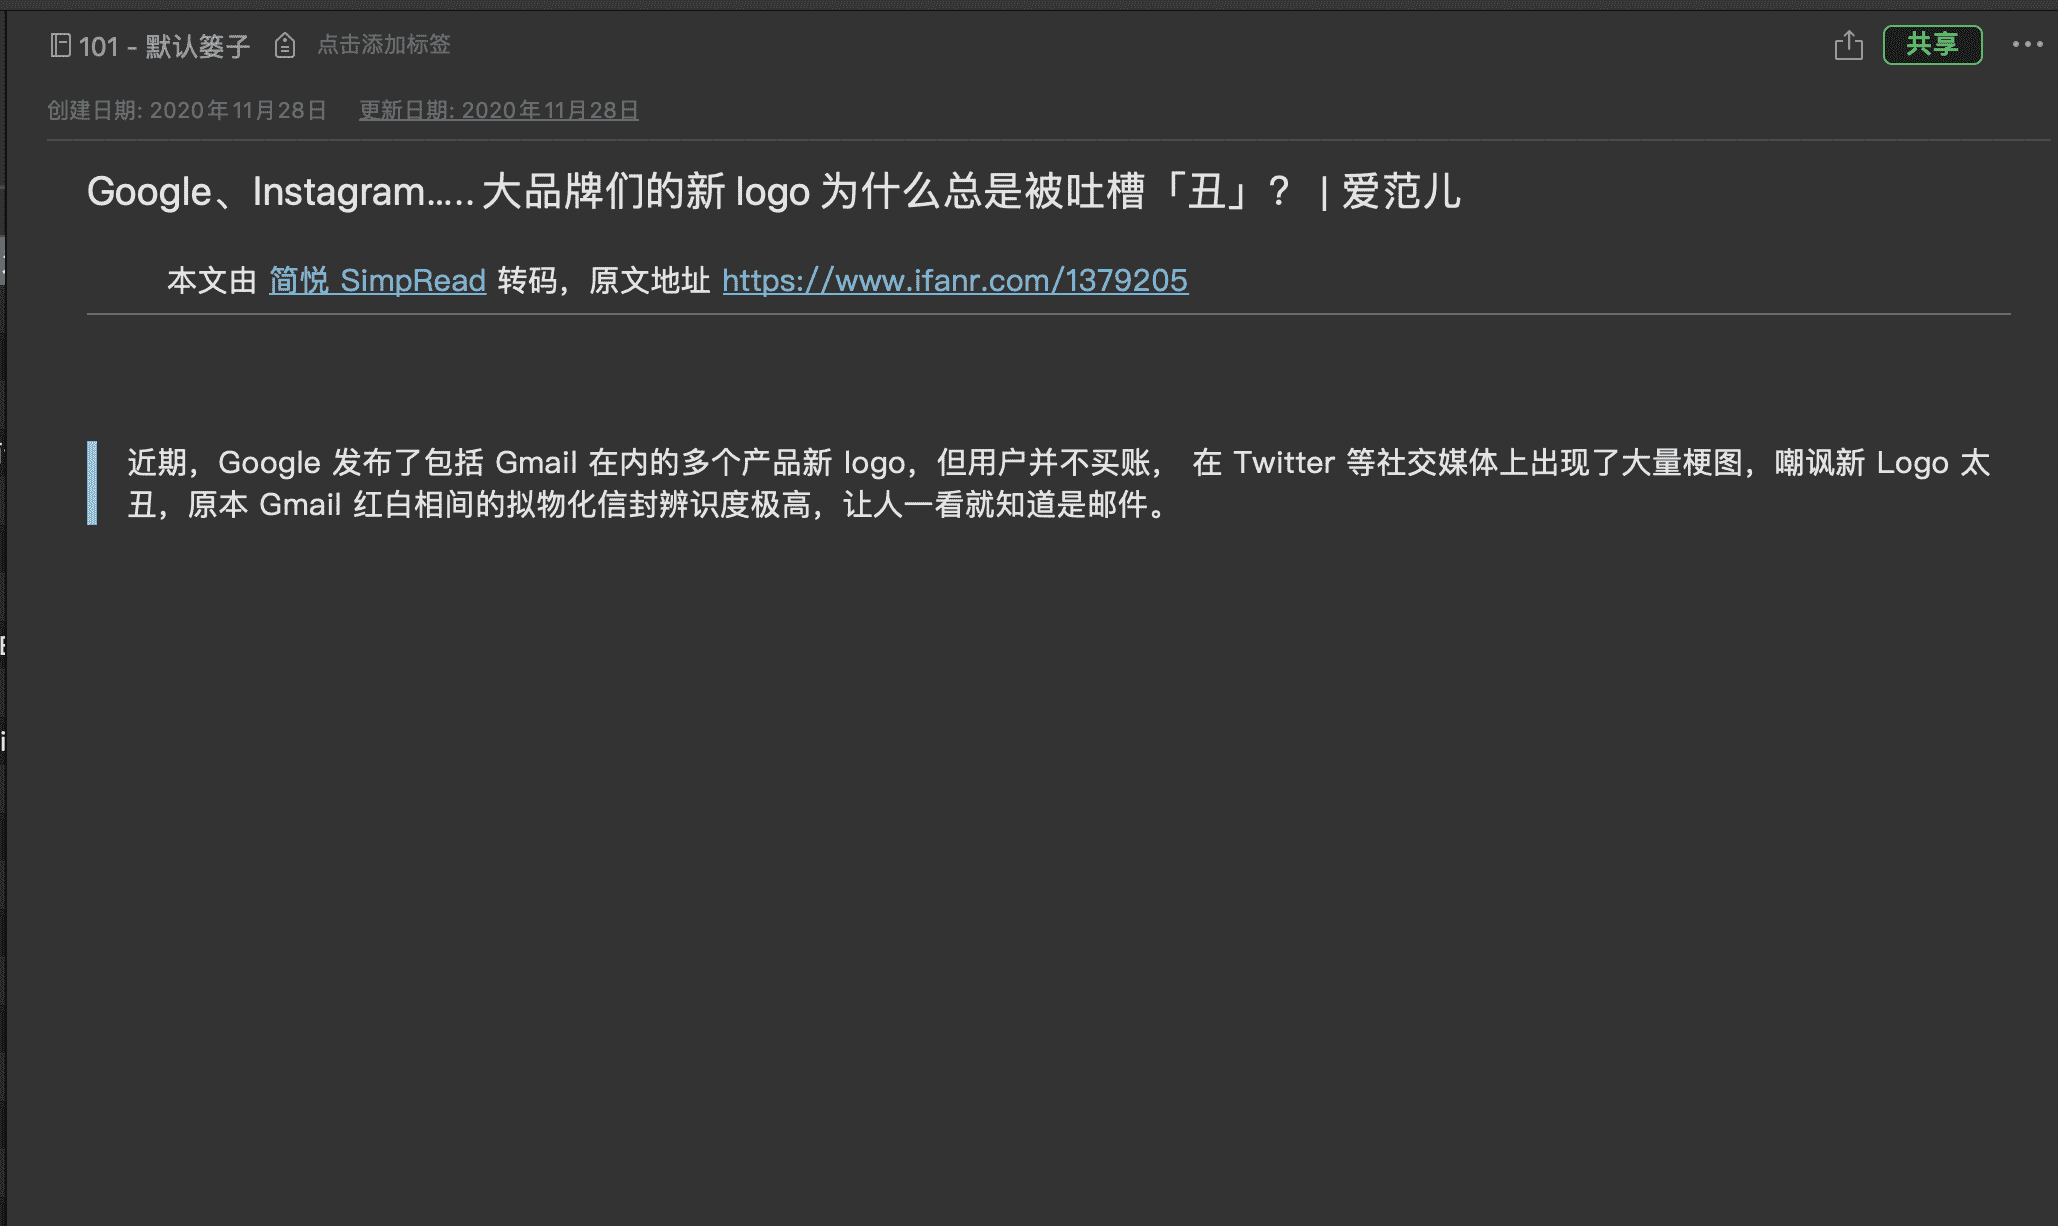 101 - 默认篓子 点击添加标签 共享
创建日期: 2020年11月28日 更新日期: 2020年11月28日
Google、Instagram..... 大品牌们的新 logo 为什么总是被吐槽「丑」？ | 爱范儿
本文由 简悦 SimpRead 转码，原文地址 https://www.ifanr.com/1379205
近期，Google 发布了包括 Gmail 在内的多个产品新 logo，但用户并不买账， 在 Twitter 等社交媒体上出现了大量梗图，嘲讽新 Logo 太
丑，原本 Gmail 红白相间的拟物化信封辨识度极高，让人一看就知道是邮件。